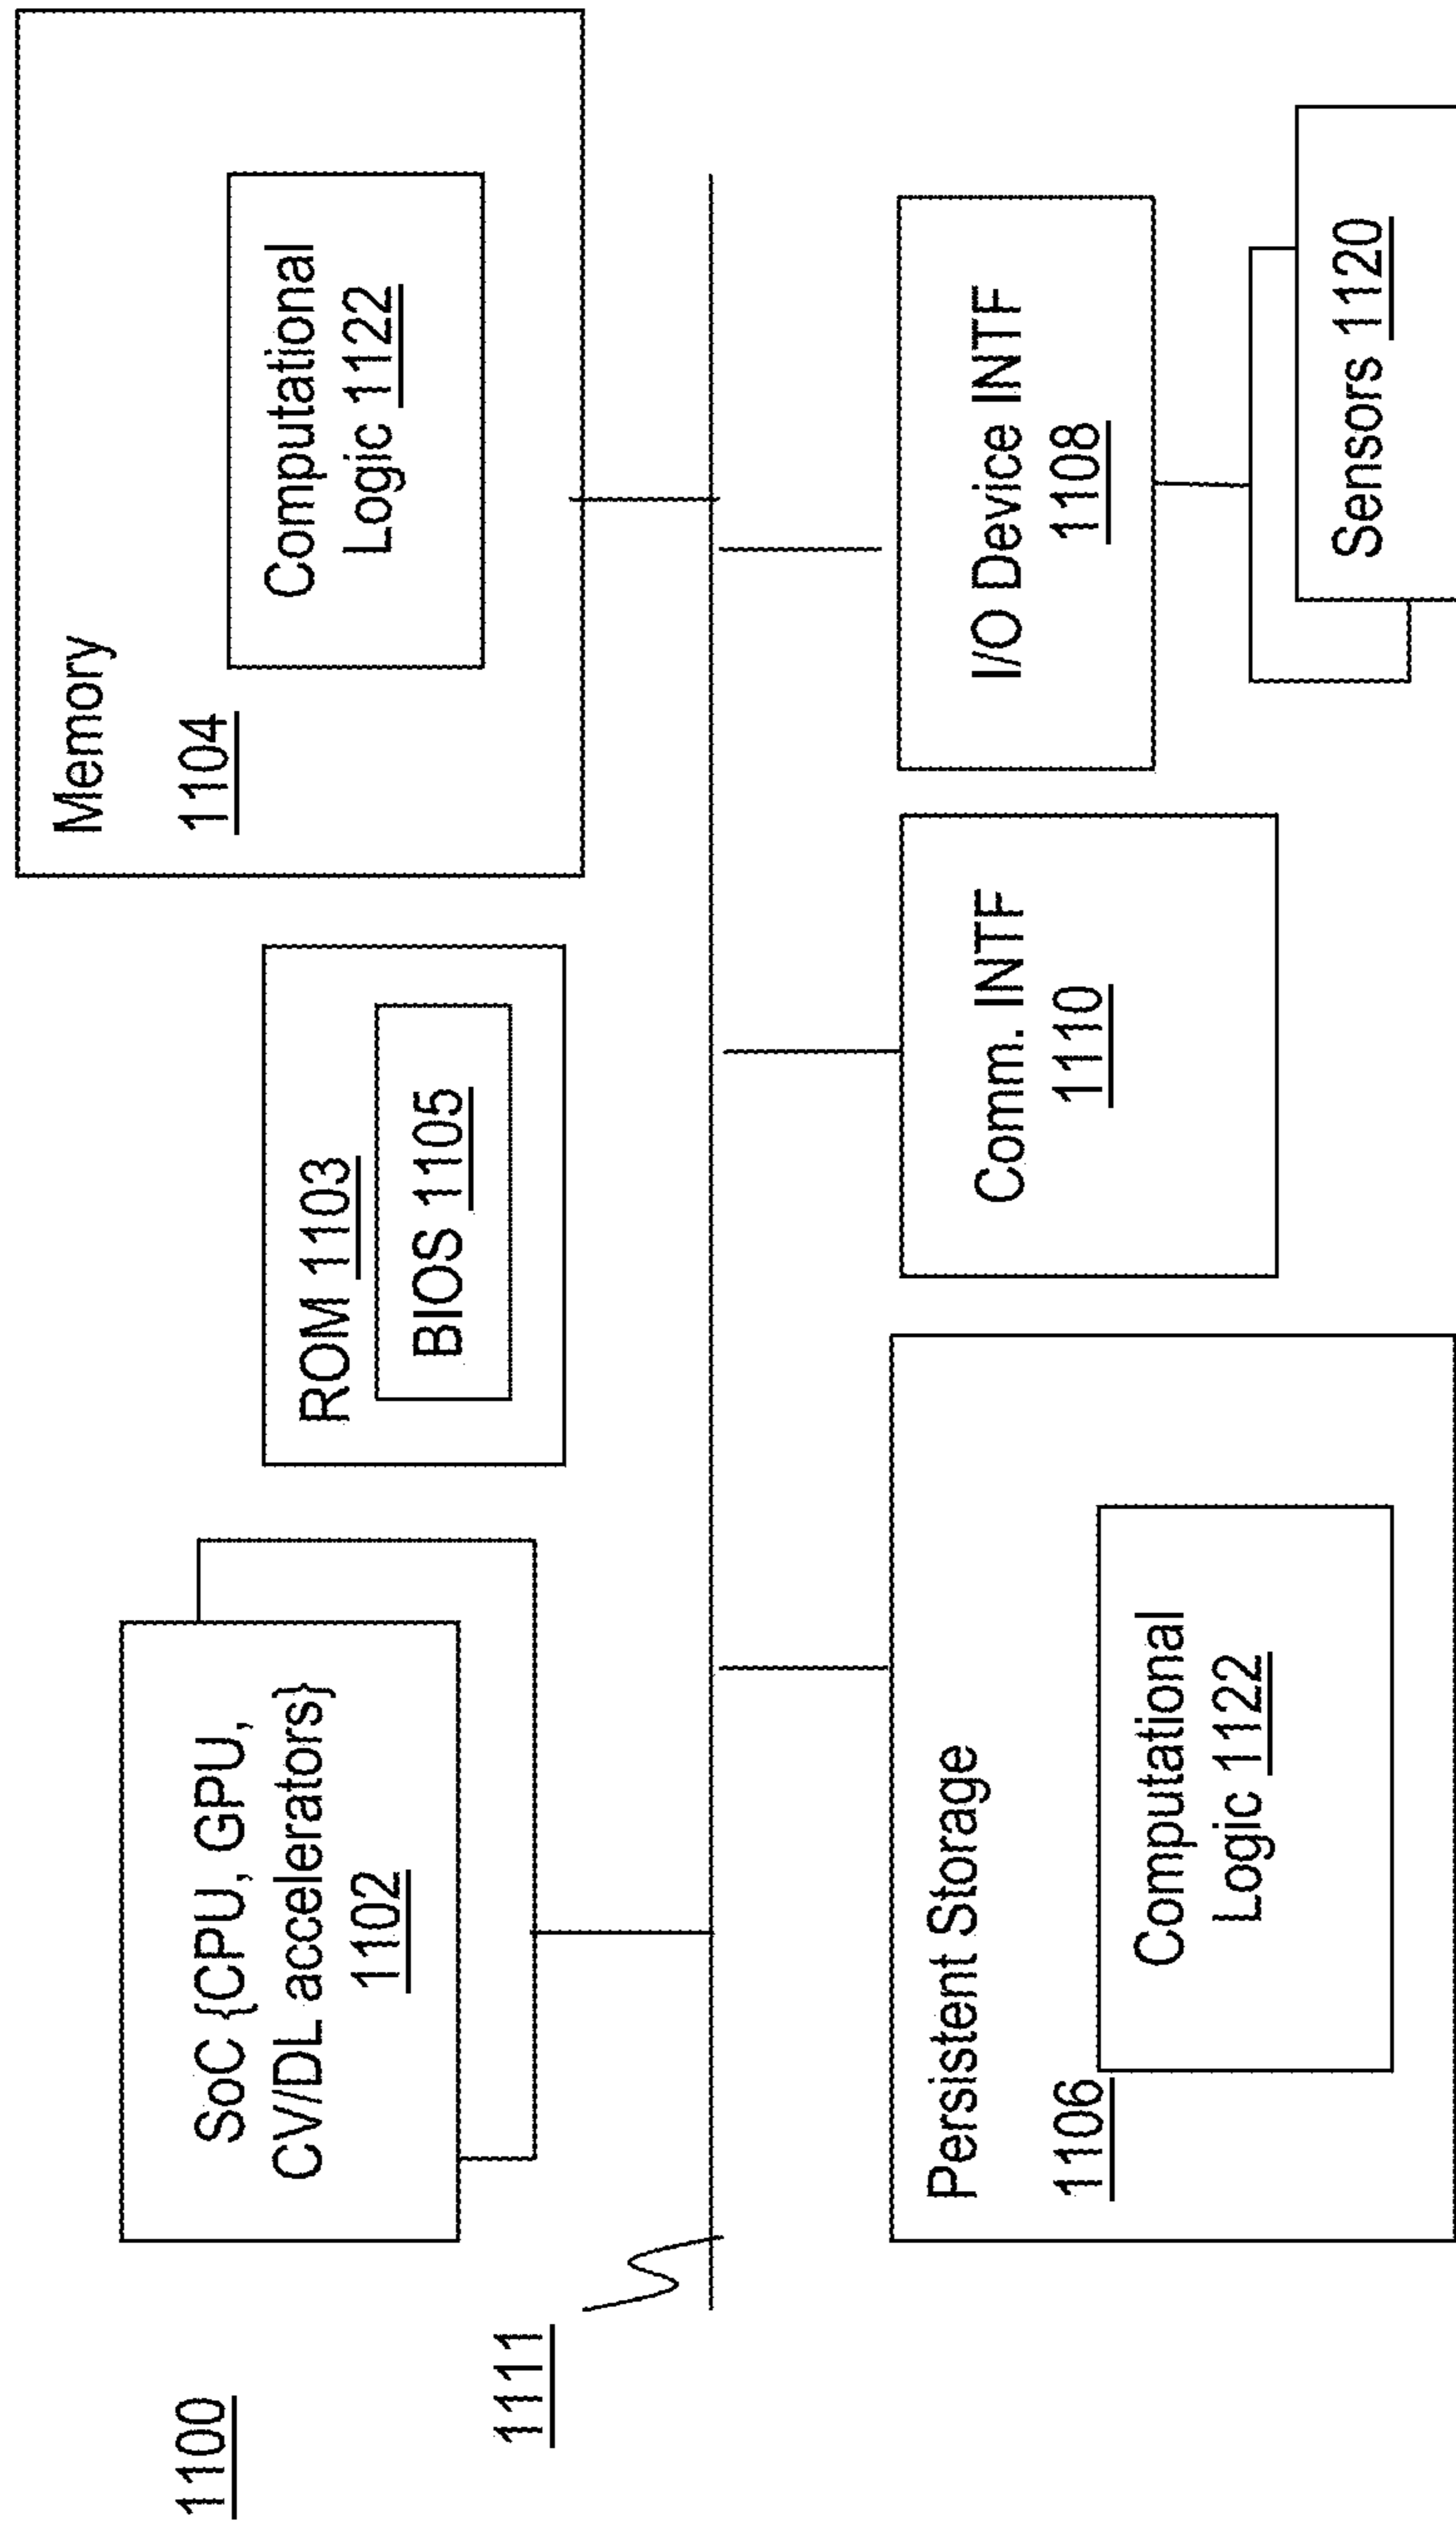 1100
1111
SoC {CPU, GPU,
CV/DL accelerators}
1102
ROM 1103
BIOS 1105
Memory
1104
Computational
Logic 1122
Persistent Storage
1106
Computational
Logic 1122
Comm. INTF
1110
I/O Device INTF
1108
Sensors 1120